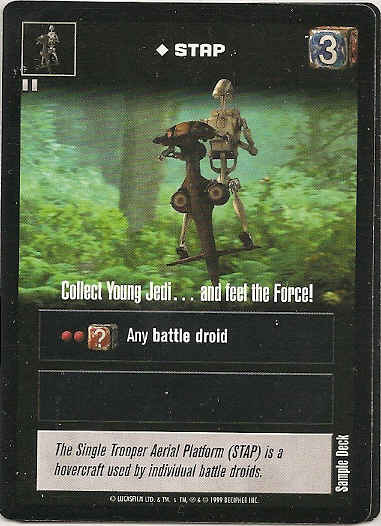 ◆ STAP
3
Collect Young Jedi... and feel the Force!
? Any battle droid
The Single Trooper Aerial Platform (STAP) is a
hovercraft used by individual battle droids.
Sample Deck
© LUCASFILM LTD. & TM. & TM, ® & © 1999 DECIPHER INC.